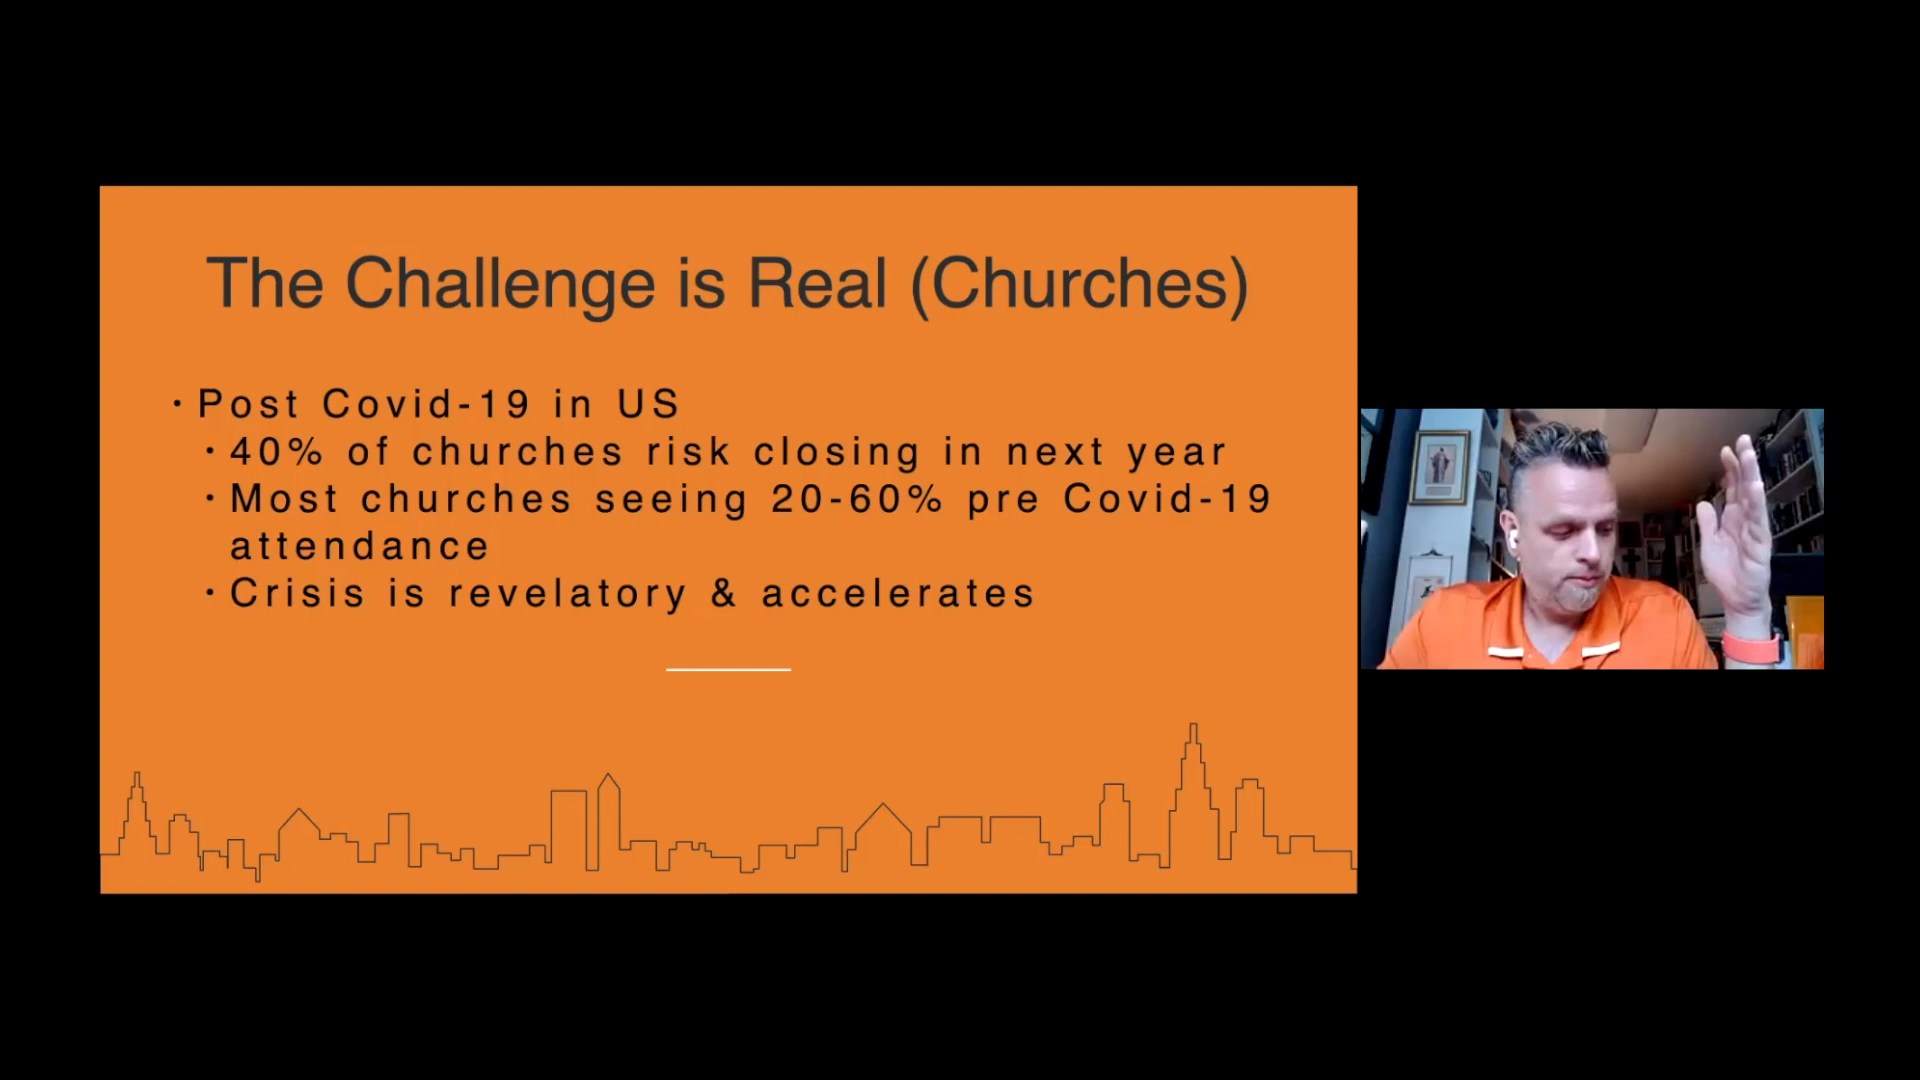 The Challenge is Real (Churches)
• Post Covid-19 in US
• 40% of churches risk closing in next year
• Most churches seeing 20-60% pre Covid-19
attendance
• Crisis is revelatory & accelerates